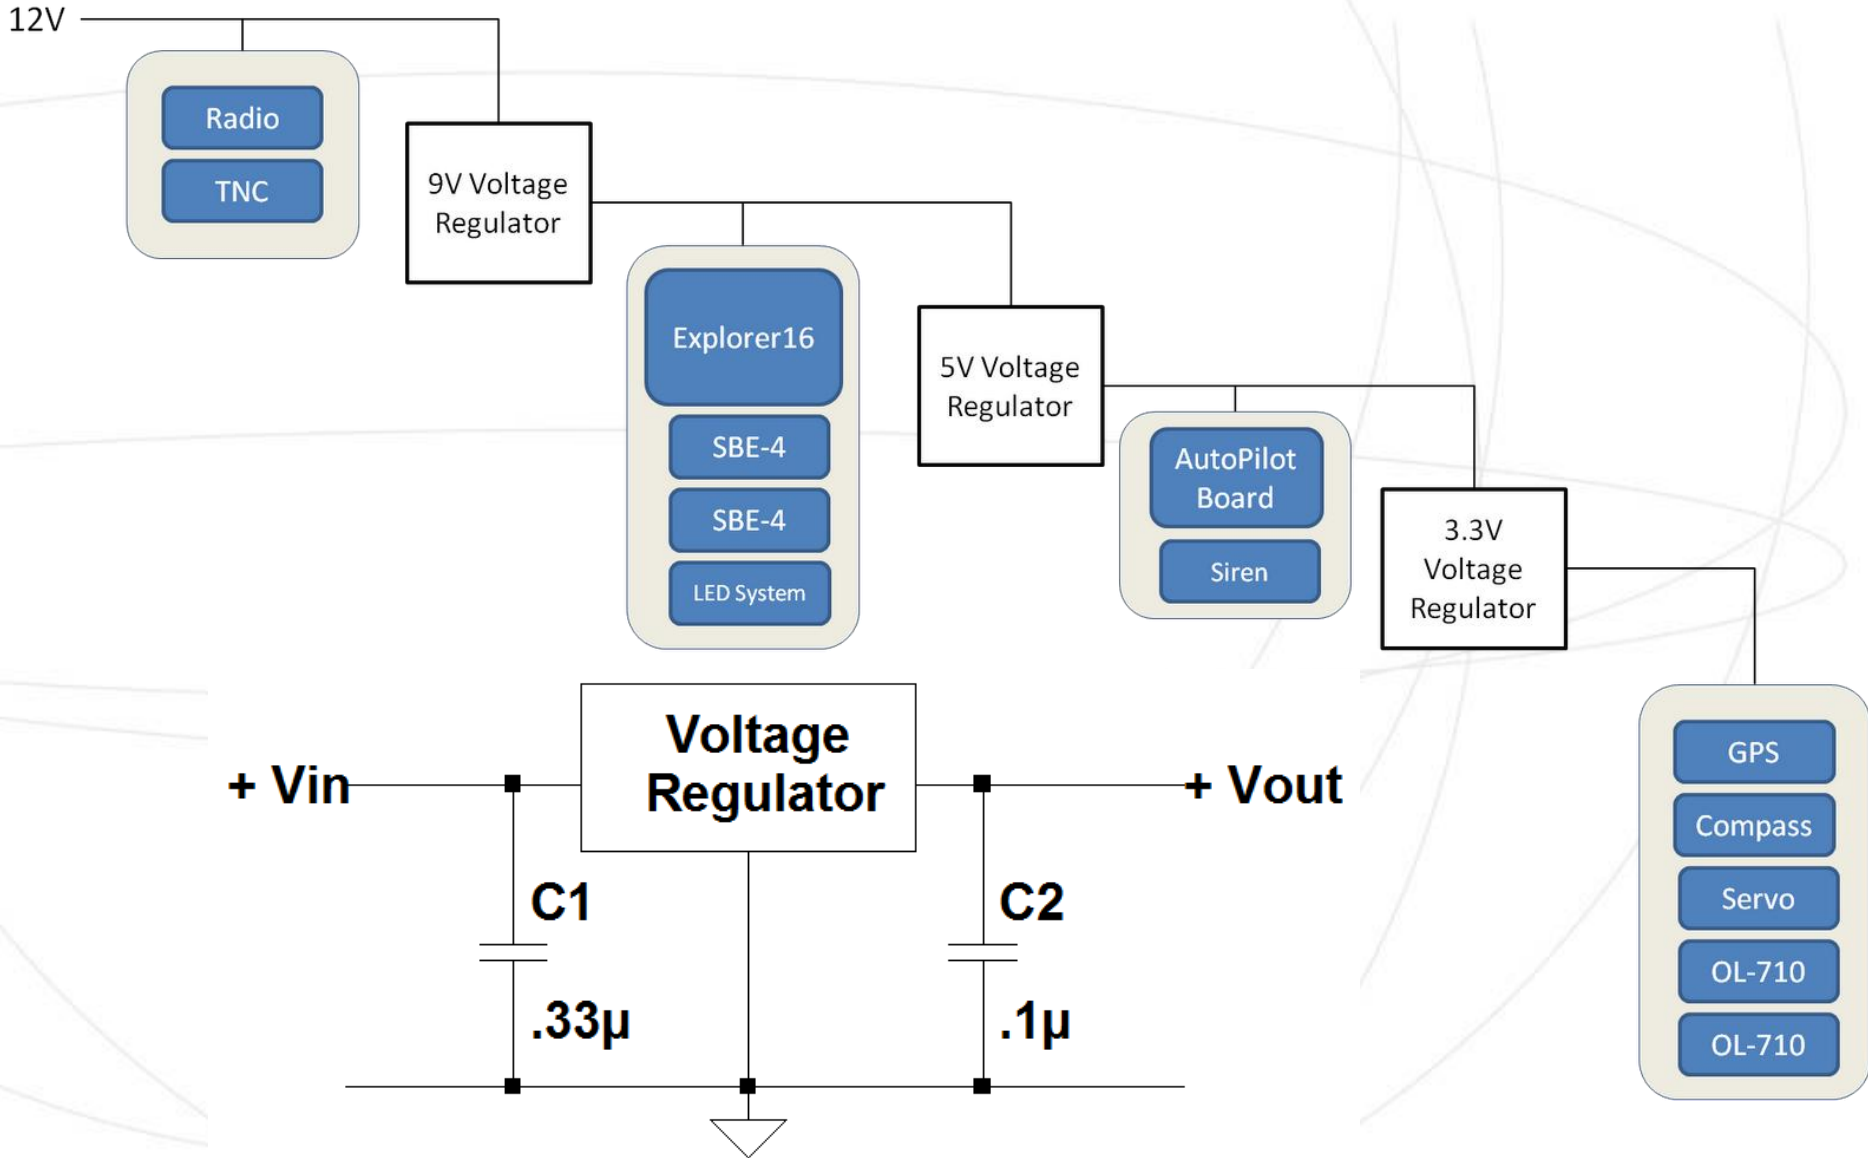 12V
Radio
TNC
9V Voltage
Regulator
Explorer16
SBE-4
SBE-4
LED System
5V Voltage
Regulator
AutoPilot
Board
Siren
3.3V
Voltage
Regulator
GPS
Compass
Servo
OL-710
OL-710
Voltage
Regulator
+ Vin
+ Vout
C1
C2
.33µ
.1µ